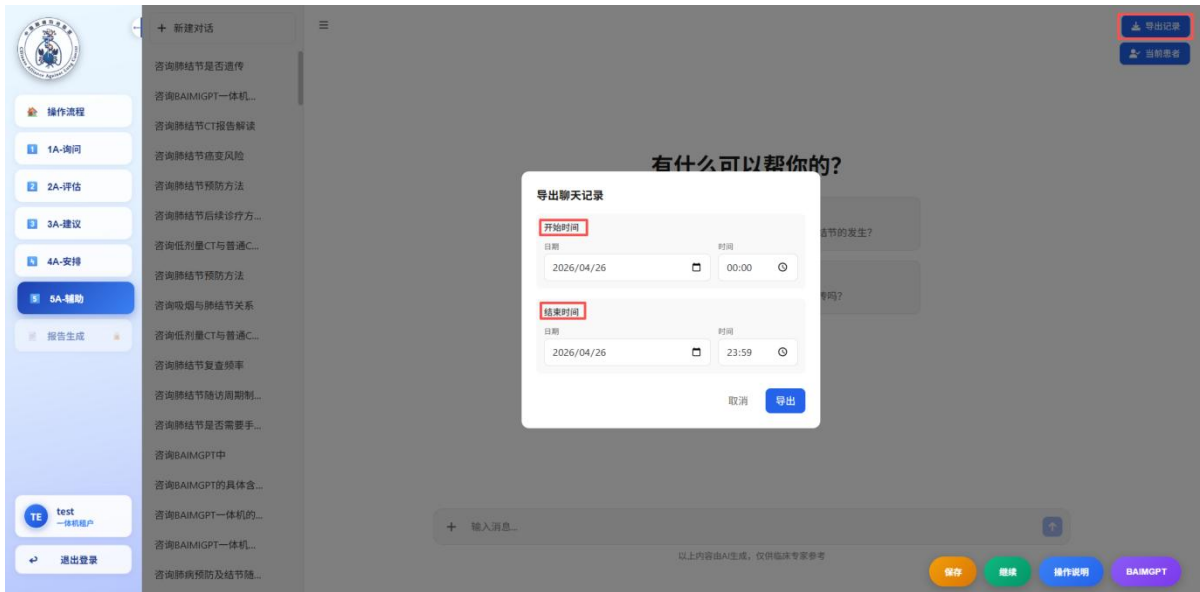 操作流程
1A-询问
2A-评估
3A-建议
4A-安排
5A-辅助
报告生成
TE
test
一体机租户
退出登录
+ 新建对话
咨询肺结节是否遗传
咨询BAIMIGPT一体机...
咨询肺结节CT报告解读
咨询肺结节癌变风险
咨询肺结节预防方法
咨询肺结节后续诊疗方...
咨询低剂量CT与普通C...
咨询肺结节预防方法
咨询吸烟与肺结节关系
咨询低剂量CT与普通C...
咨询肺结节复查频率
咨询肺结节随访周期制...
咨询肺结节是否需要手...
咨询BAIMGPT中
咨询BAIMGPT的具体含...
咨询BAIMGPT一体机的...
咨询BAIMIGPT一体机...
咨询肺病预防及结节随...
导出记录
当前患者
有什么可以帮你的?
结节的发生?
传吗?
导出聊天记录
开始时间
日期 时间
2026/04/26 00:00
结束时间
日期 时间
2026/04/26 23:59
取消 导出
+ 输入消息...
以上内容由AI生成，仅供临床专家参考
保存 继续 操作说明 BAIMGPT